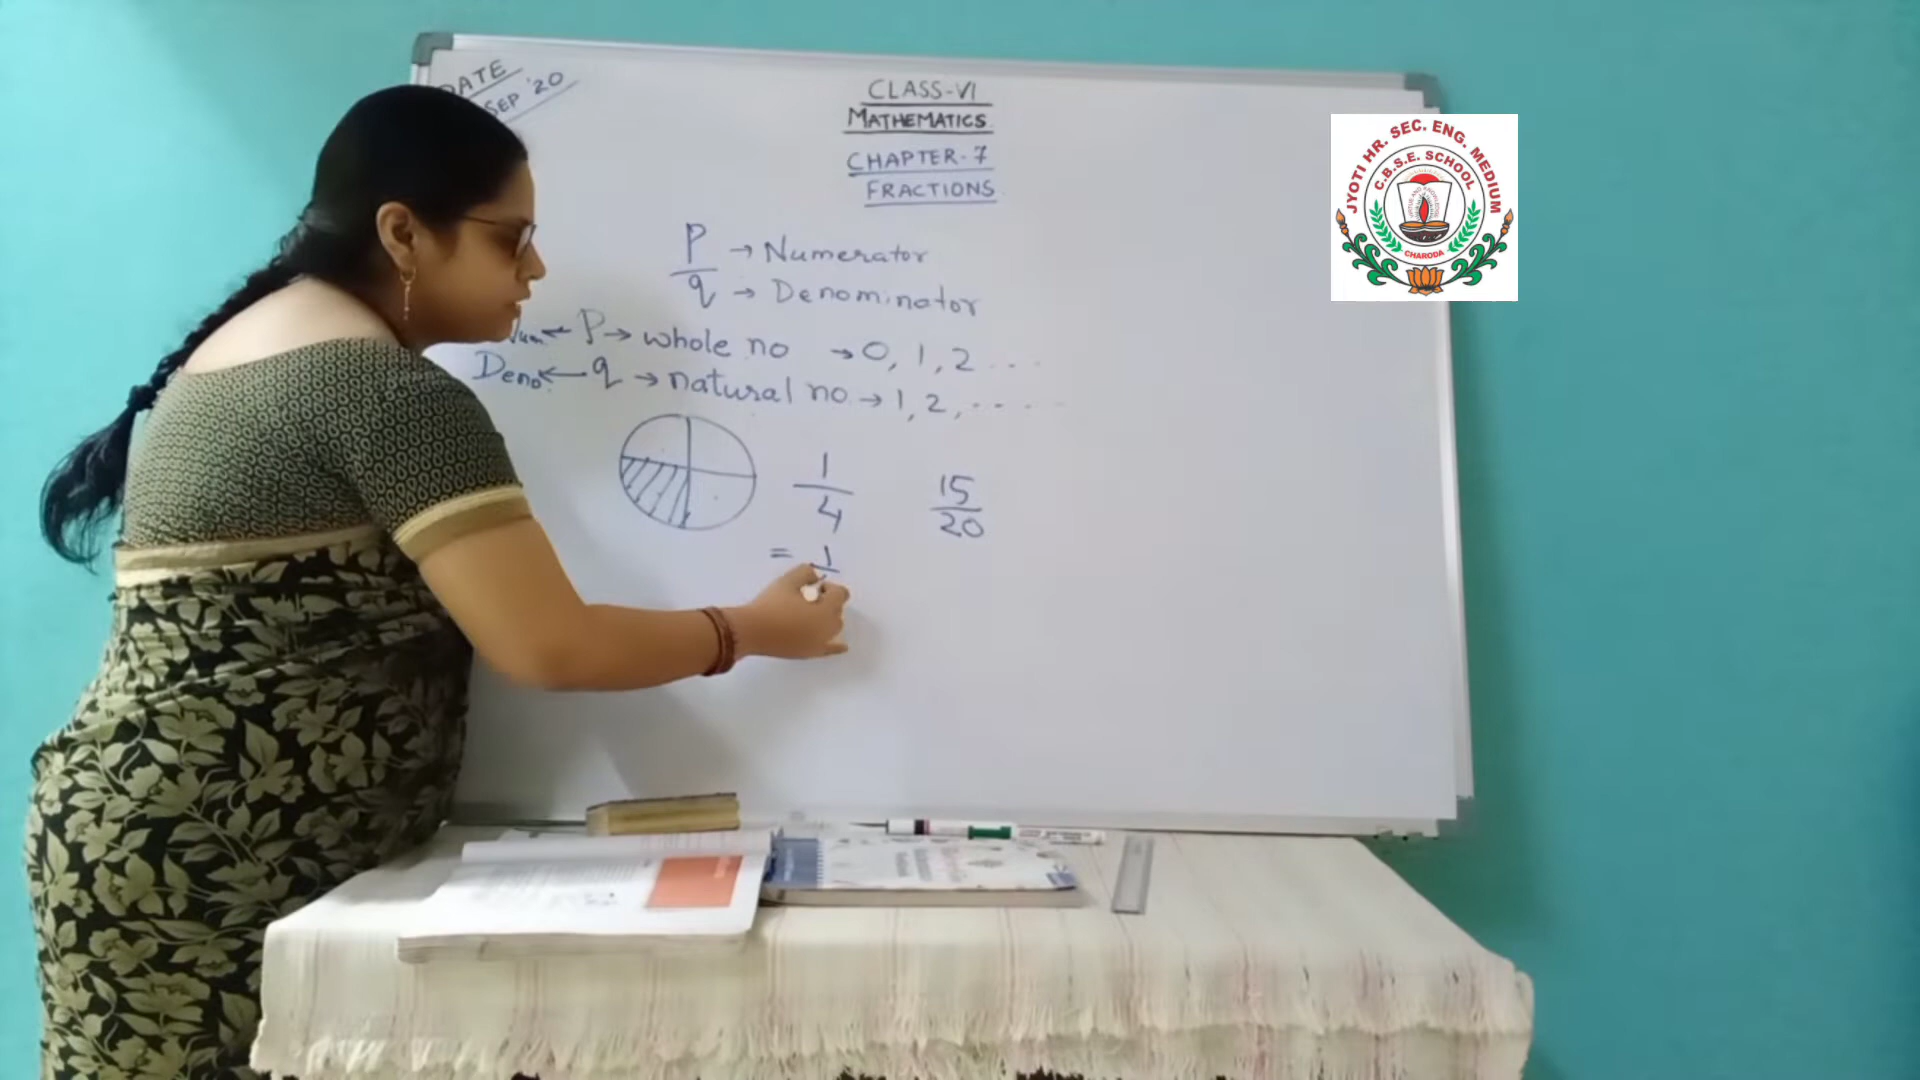 DATE
SEP '20
CLASS-VI
MATHEMATICS
CHAPTER-7
FRACTIONS
P → Numerator
q → Denominator
Num ← P → whole no → 0, 1, 2 ....
Deno. ← q → natural no → 1, 2, .....
1
4
15
20
= 1
JYOTI HR. SEC. ENG. MEDIUM
C.B.S.E. SCHOOL
CHARODA